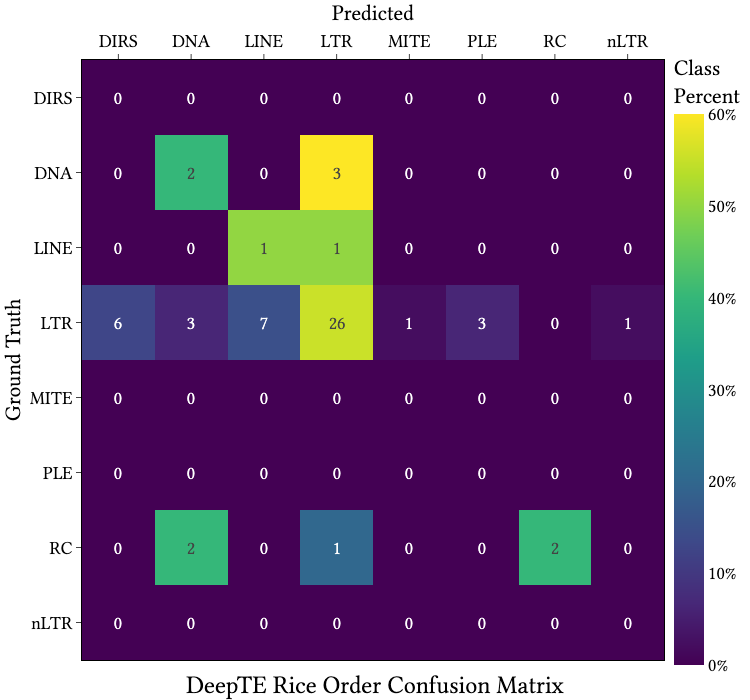 Predicted
DIRS DNA LINE LTR MITE PLE RC nLTR
Class
Percent
60%
50%
40%
30%
20%
10%
0%
Ground Truth
DIRS 0 0 0 0 0 0 0 0
DNA 0 2 0 3 0 0 0 0
LINE 0 0 1 1 0 0 0 0
LTR 6 3 7 26 1 3 0 1
MITE 0 0 0 0 0 0 0 0
PLE 0 0 0 0 0 0 0 0
RC 0 2 0 1 0 0 2 0
nLTR 0 0 0 0 0 0 0 0
DeepTE Rice Order Confusion Matrix